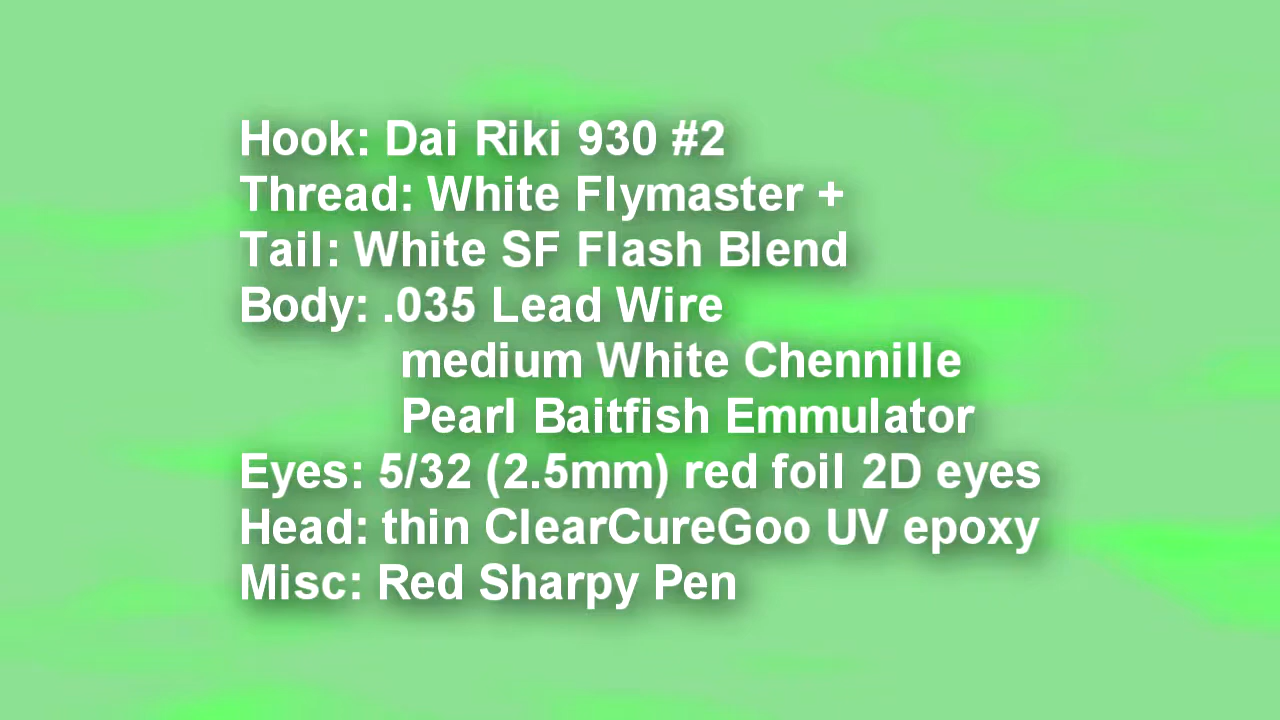 Hook: Dai Riki 930 #2
Thread: White Flymaster +
Tail: White SF Flash Blend
Body: .035 Lead Wire
medium White Chennille
Pearl Baitfish Emmulator
Eyes: 5/32 (2.5mm) red foil 2D eyes
Head: thin ClearCureGoo UV epoxy
Misc: Red Sharpy Pen